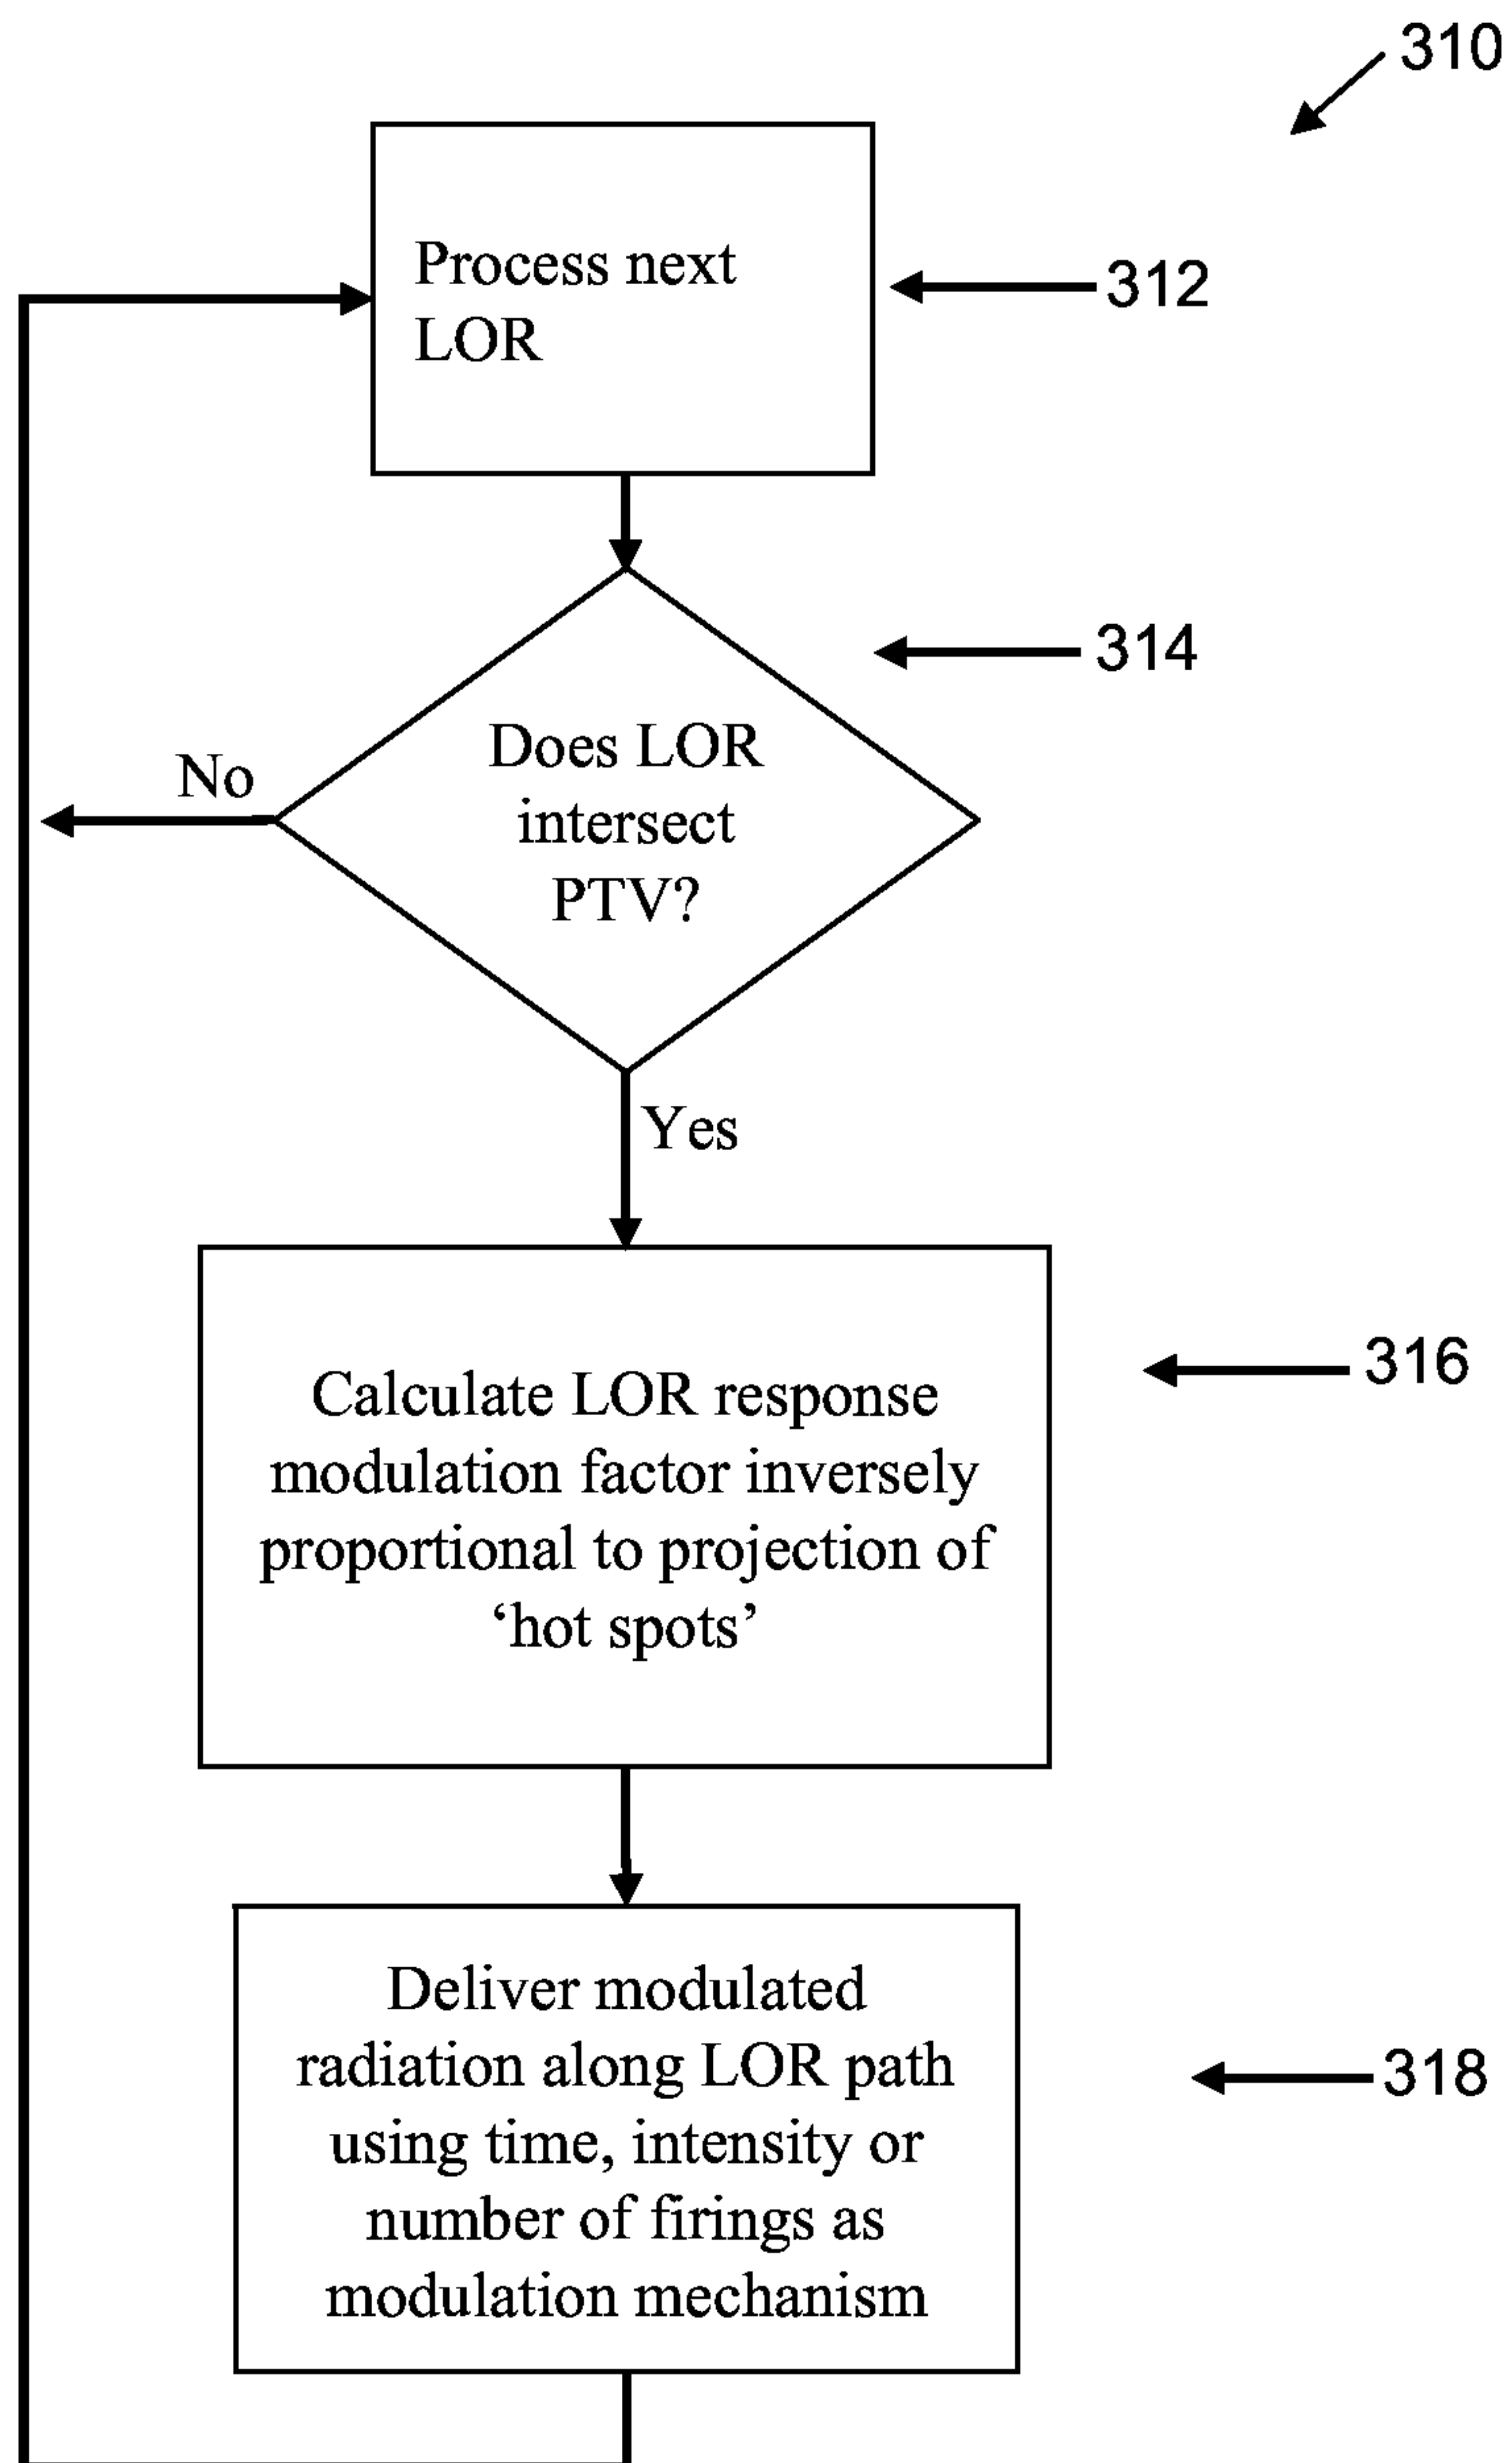 310
Process next
LOR
312
314
Does LOR
intersect
PTV?
No
Yes
316
Calculate LOR response
modulation factor inversely
proportional to projection of
‘hot spots’
Deliver modulated
radiation along LOR path
using time, intensity or
number of firings as
modulation mechanism
318